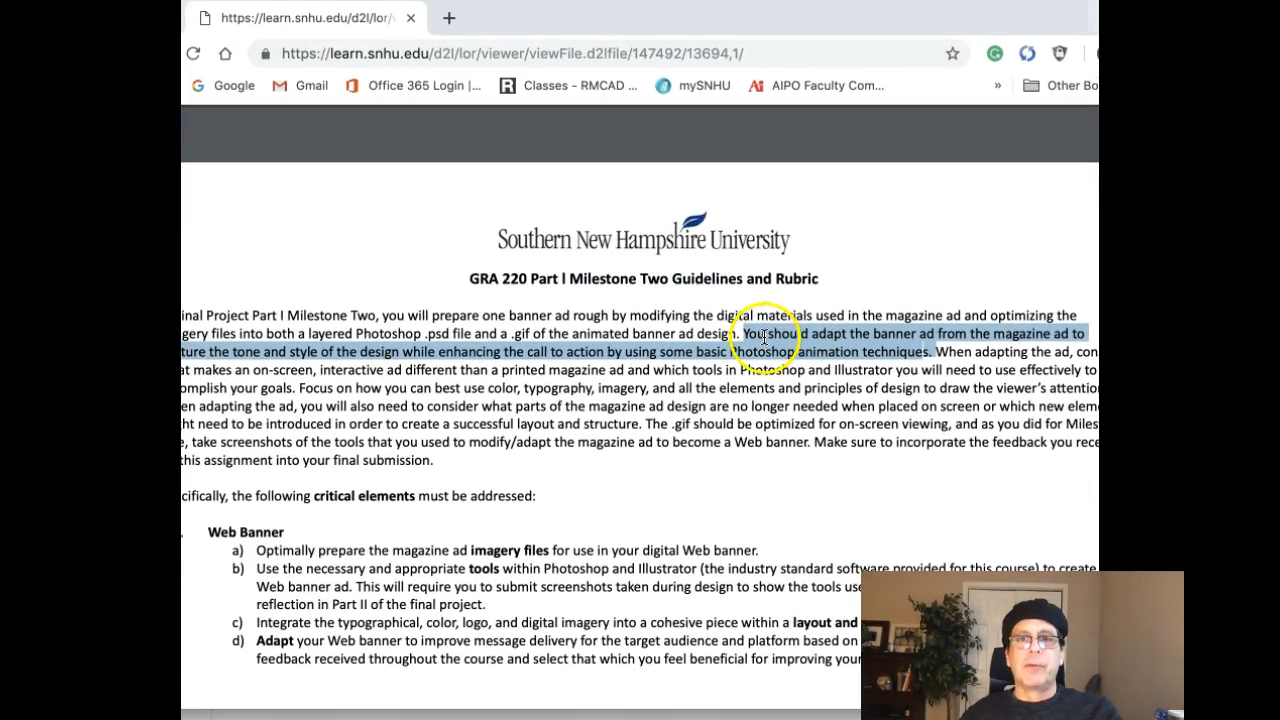 https://learn.snhu.edu/d2l/lor/
https://learn.snhu.edu/d2l/lor/viewer/viewFile.d2lfile/147492/13694,1/
Google Gmail Office 365 Login |... Classes - RMCAD ... mySNHU AIPO Faculty Com... » Other Bo
Southern New Hampshire University
GRA 220 Part I Milestone Two Guidelines and Rubric
inal Project Part I Milestone Two, you will prepare one banner ad rough by modifying the digital materials used in the magazine ad and optimizing the
gery files into both a layered Photoshop .psd file and a .gif of the animated banner ad design. You should adapt the banner ad from the magazine ad to
ture the tone and style of the design while enhancing the call to action by using some basic Photoshop animation techniques. When adapting the ad, con
at makes an on-screen, interactive ad different than a printed magazine ad and which tools in Photoshop and Illustrator you will need to use effectively to
omplish your goals. Focus on how you can best use color, typography, imagery, and all the elements and principles of design to draw the viewer's attentio
en adapting the ad, you will also need to consider what parts of the magazine ad design are no longer needed when placed on screen or which new elem
ht need to be introduced in order to create a successful layout and structure. The .gif should be optimized for on-screen viewing, and as you did for Miles
e, take screenshots of the tools that you used to modify/adapt the magazine ad to become a Web banner. Make sure to incorporate the feedback you rece
this assignment into your final submission.
cifically, the following critical elements must be addressed:
Web Banner
a) Optimally prepare the magazine ad imagery files for use in your digital Web banner.
b) Use the necessary and appropriate tools within Photoshop and Illustrator (the industry standard software provided for this course) to create
Web banner ad. This will require you to submit screenshots taken during design to show the tools use
reflection in Part II of the final project.
c) Integrate the typographical, color, logo, and digital imagery into a cohesive piece within a layout and
d) Adapt your Web banner to improve message delivery for the target audience and platform based on
feedback received throughout the course and select that which you feel beneficial for improving your